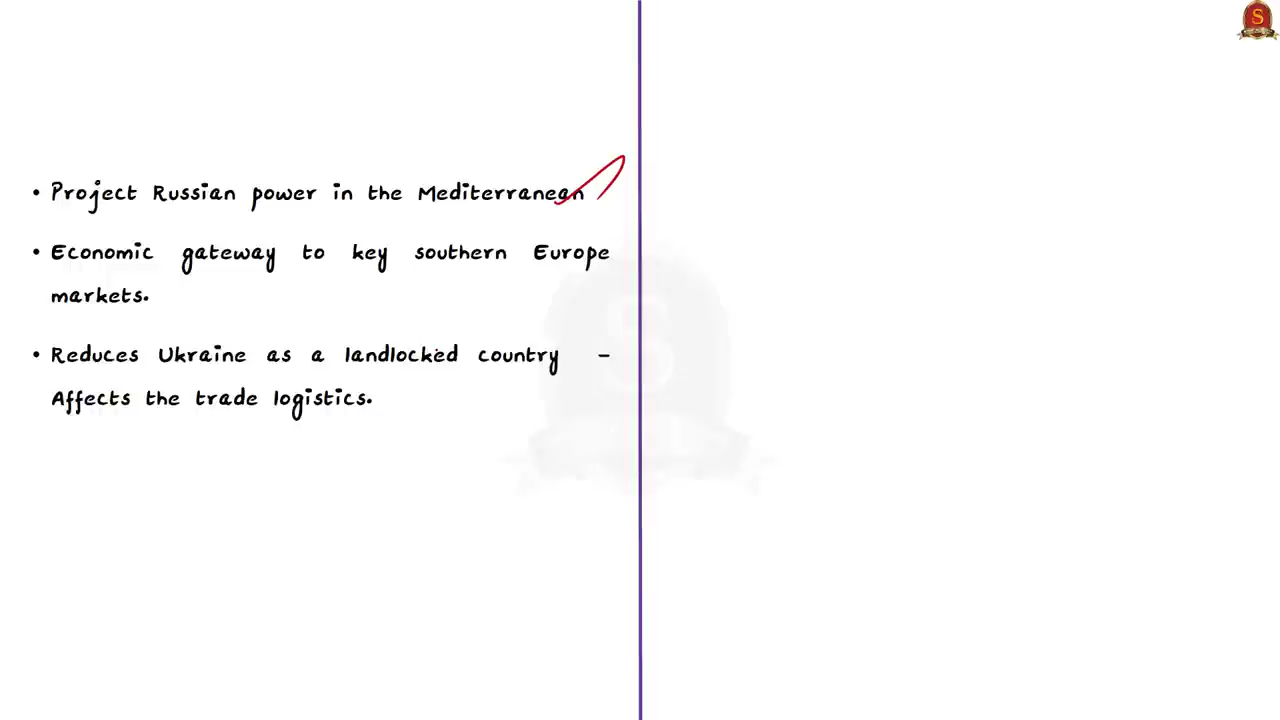 • Project Russian power in the Mediterranean
• Economic gateway to key southern Europe
markets.
• Reduces Ukraine as a landlocked country –
Affects the trade logistics.
S
S